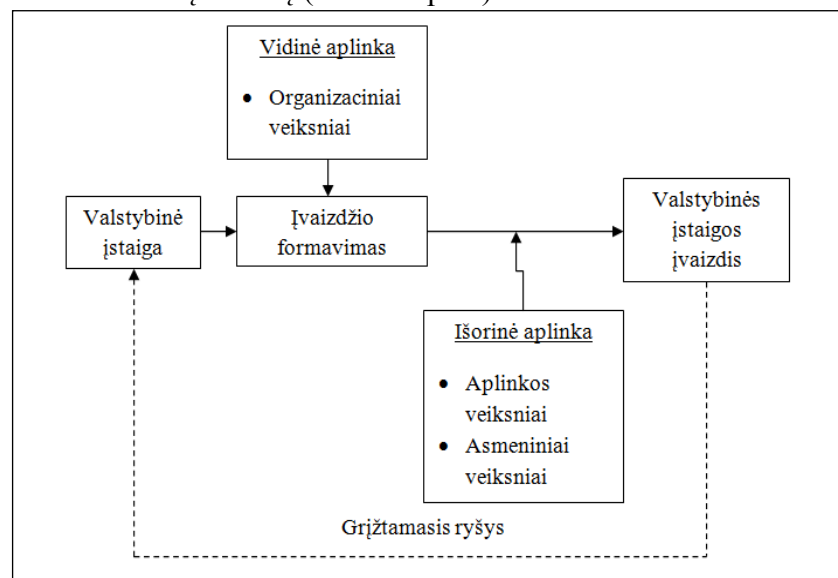 Vidinė aplinka
• Organizaciniai
veiksniai
Valstybinė
įstaiga
Įvaizdžio
formavimas
Valstybinės
įstaigos
įvaizdis
Išorinė aplinka
• Aplinkos
veiksniai
• Asmeniniai
veiksniai
Grįžtamasis ryšys